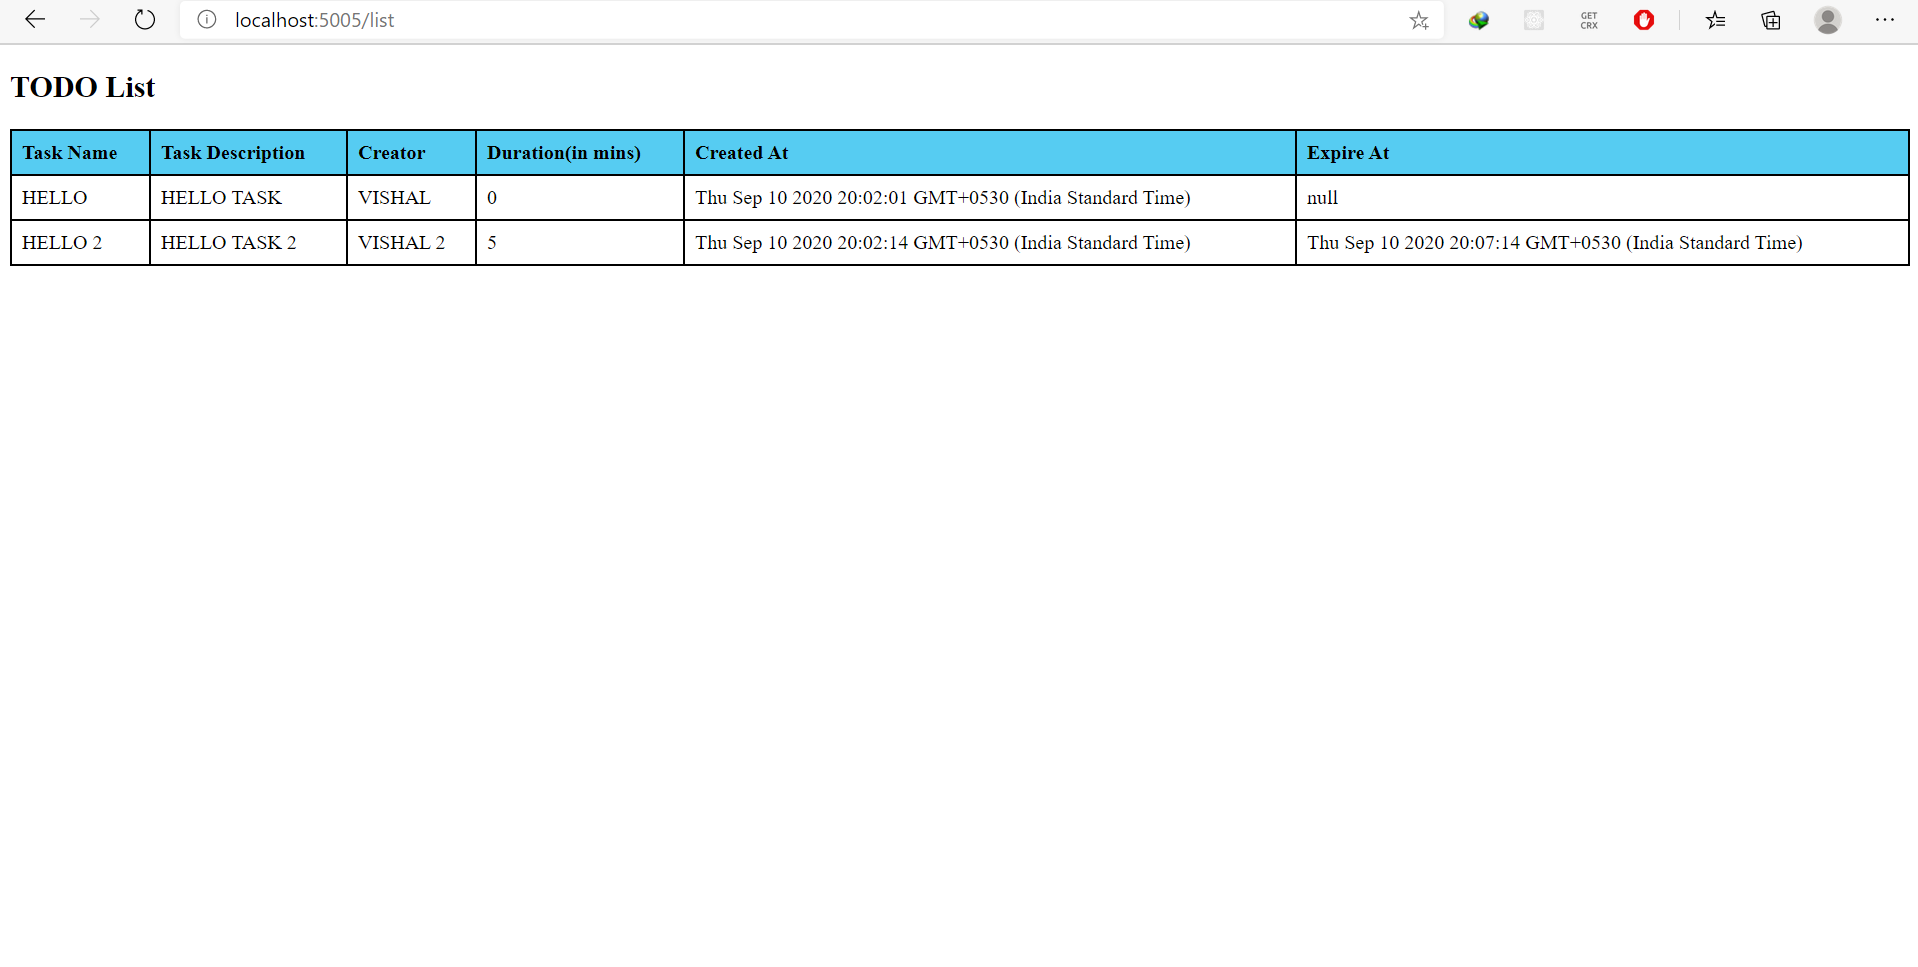 localhost:5005/list
GET
CRX
TODO List
Task Name Task Description Creator Duration(in mins) Created At Expire At
HELLO HELLO TASK VISHAL 0 Thu Sep 10 2020 20:02:01 GMT+0530 (India Standard Time) null
HELLO 2 HELLO TASK 2 VISHAL 2 5 Thu Sep 10 2020 20:02:14 GMT+0530 (India Standard Time) Thu Sep 10 2020 20:07:14 GMT+0530 (India Standard Time)